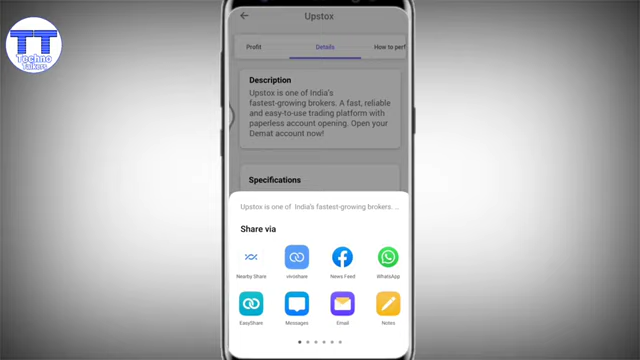 TT
Techno
Talkers
Upstox
Profit
Details
How to perf
Description
Upstox is one of India's
fastest-growing brokers. A fast, reliable
and easy-to-use trading platform with
paperless account opening. Open your
Demat account now!
Specifications
Upstox is one of India's fastest-growing brokers. ...
Share via
Nearby Share
vivoshare
News Feed
WhatsApp
EasyShare
Messages
Email
Notes